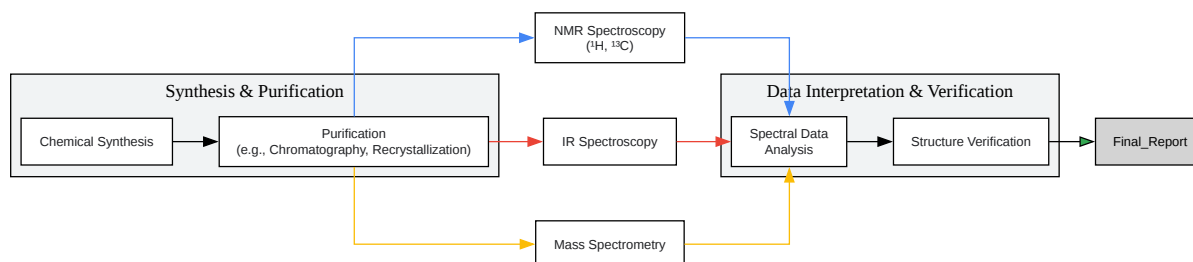 NMR Spectroscopy
(¹H, ¹³C)
Synthesis & Purification
Data Interpretation & Verification
Chemical Synthesis
Purification
(e.g., Chromatography, Recrystallization)
IR Spectroscopy
Spectral Data
Analysis
Structure Verification
Final_Report
Mass Spectrometry